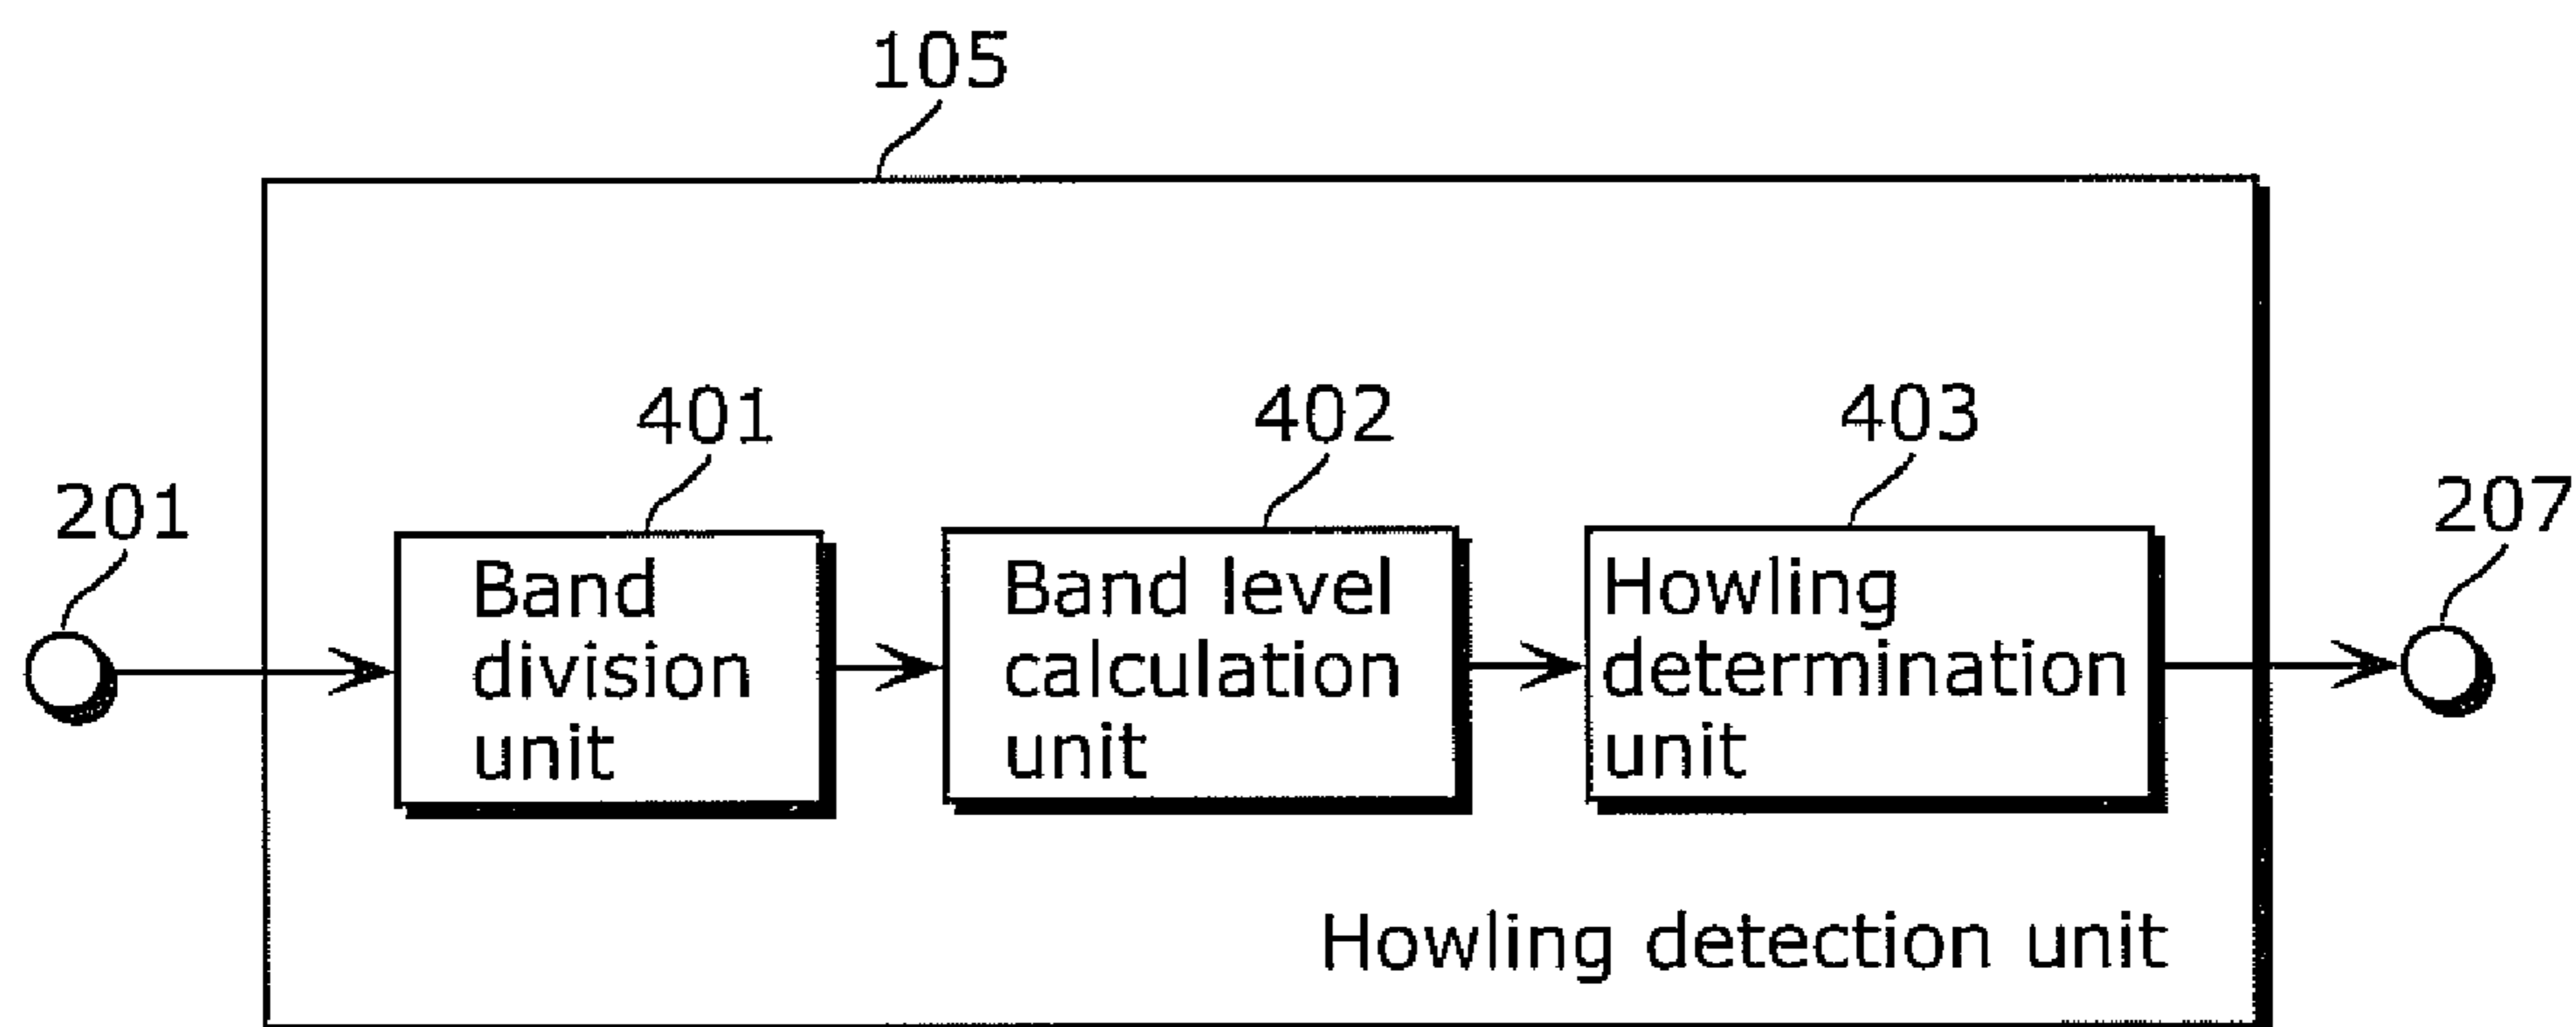 105
401
402
403
201
207
Band
division
unit
Band level
calculation
unit
Howling
determination
unit
Howling detection unit